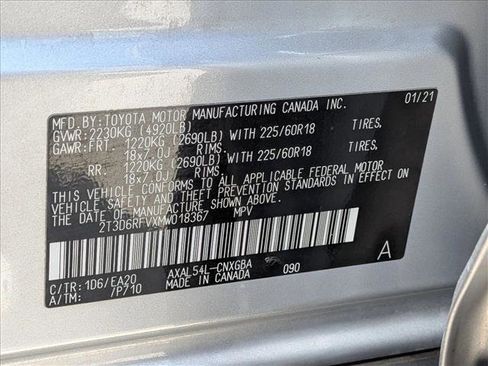 MFD.BY:TOYOTA MOTOR MANUFACTURING CANADA INC. 01/21
GVWR:2230KG (4920LB)
GAWR:FRT. 1220KG (2690LB) WITH 225/60R18 TIRES,
18x7.0J RIMS,
RR. 1220KG (2690LB) WITH 225/60R18 TIRES,
18x7.0J RIMS,
THIS VEHICLE CONFORMS TO ALL APPLICABLE FEDERAL MOTOR
VEHICLE SAFETY AND THEFT PREVENTION STANDARDS IN EFFECT
ON THE DATE OF MANUFACTURE SHOWN ABOVE.
2T3D6RFVXMW018367 MPV
C/TR: 1D6/EA20 AXAL54L-CNXGBA
A/TM: /P710 MADE IN CANADA 090 A